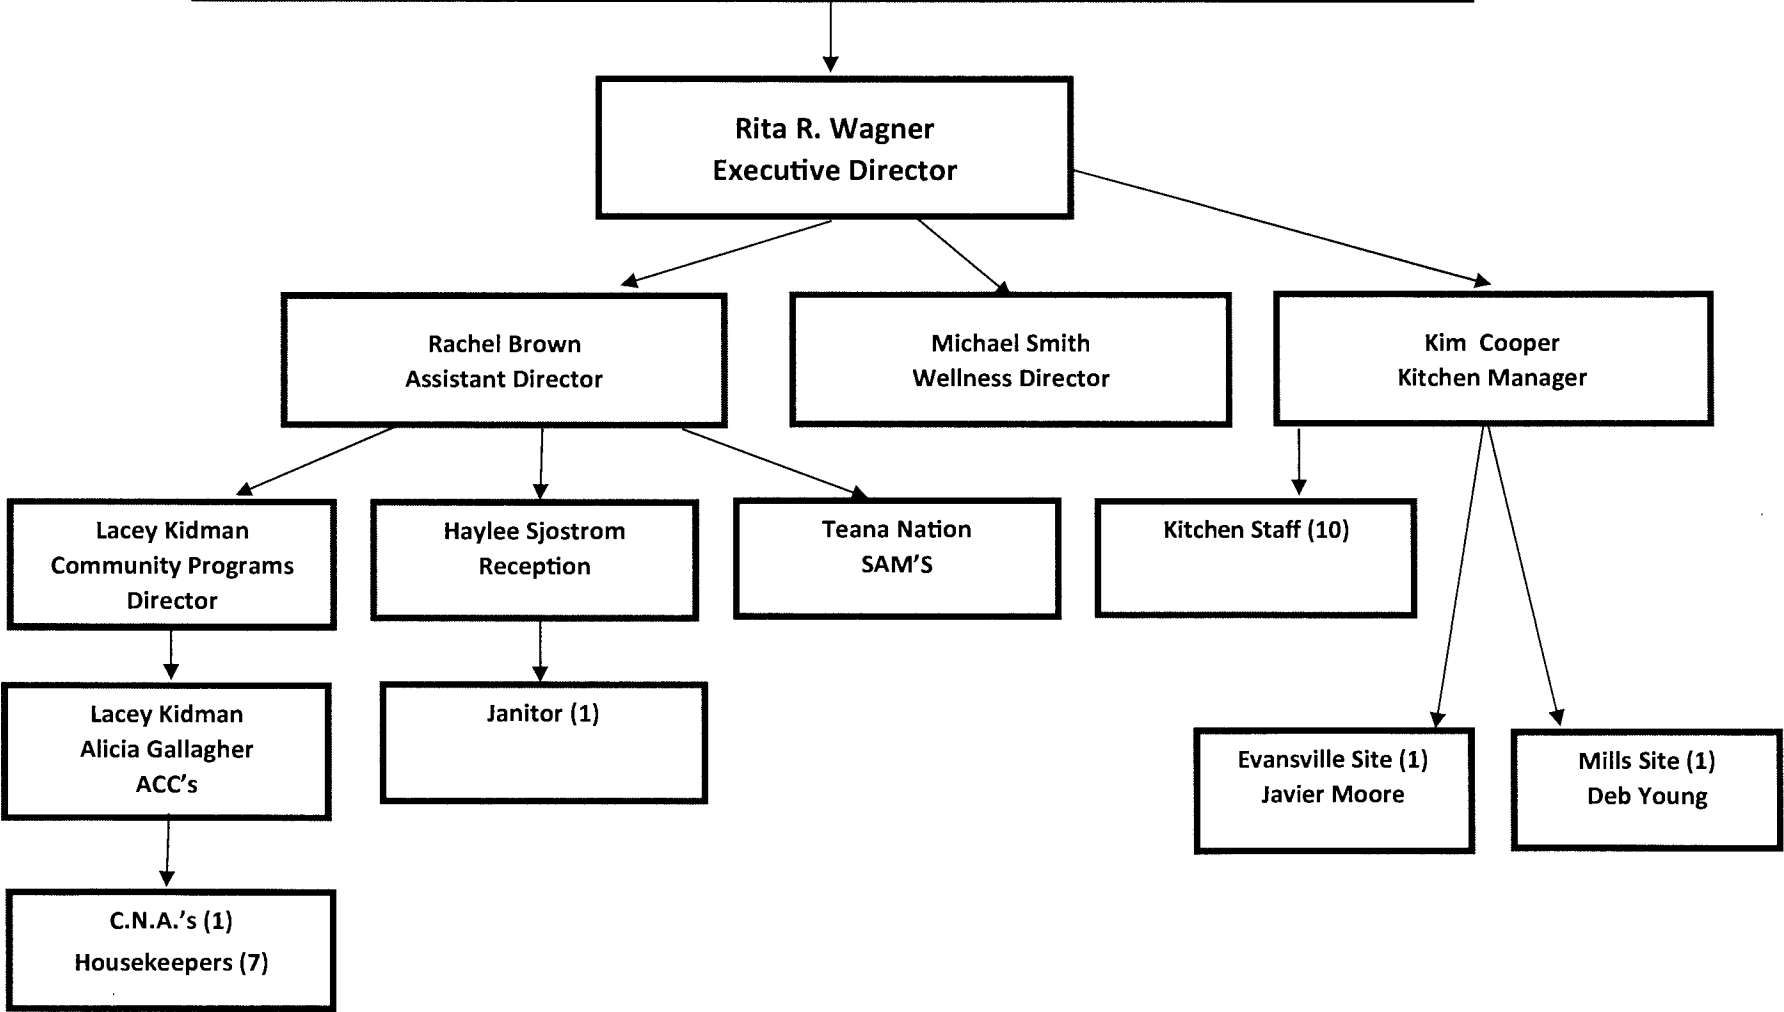 Rita R. Wagner
Executive Director
Rachel Brown
Assistant Director
Michael Smith
Wellness Director
Kim Cooper
Kitchen Manager
Lacey Kidman
Community Programs
Director
Haylee Sjostrom
Reception
Teana Nation
SAM'S
Kitchen Staff (10)
Lacey Kidman
Alicia Gallagher
ACC's
Janitor (1)
Evansville Site (1)
Javier Moore
Mills Site (1)
Deb Young
C.N.A.'s (1)
Housekeepers (7)